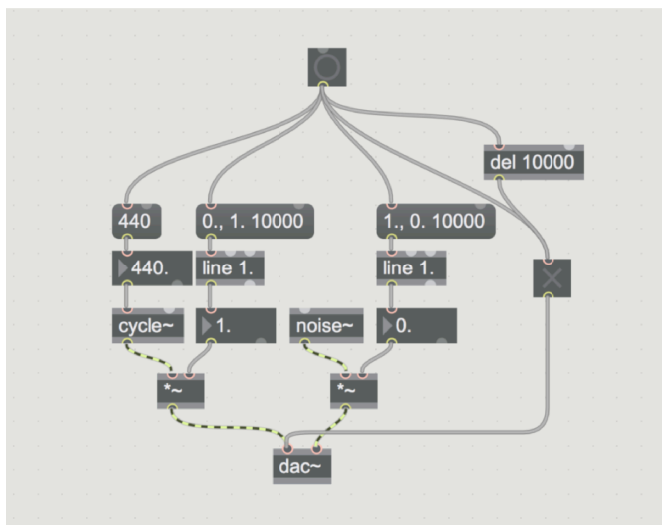 del 10000
440
0., 1. 10000
1., 0. 10000
440.
line 1.
line 1.
cycle~
1.
noise~
0.
*~
*~
dac~